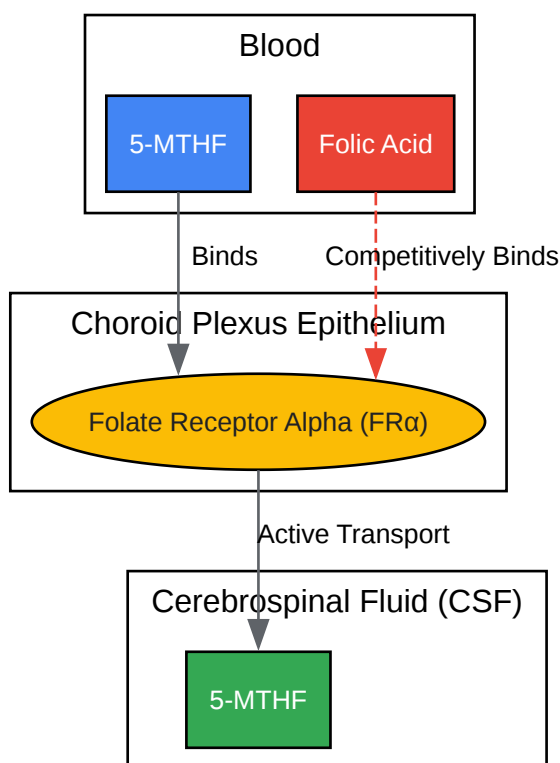 Blood
5-MTHF
Folic Acid
Binds
Competitively Binds
Choroid Plexus Epithelium
Folate Receptor Alpha (FRα)
Active Transport
Cerebrospinal Fluid (CSF)
5-MTHF